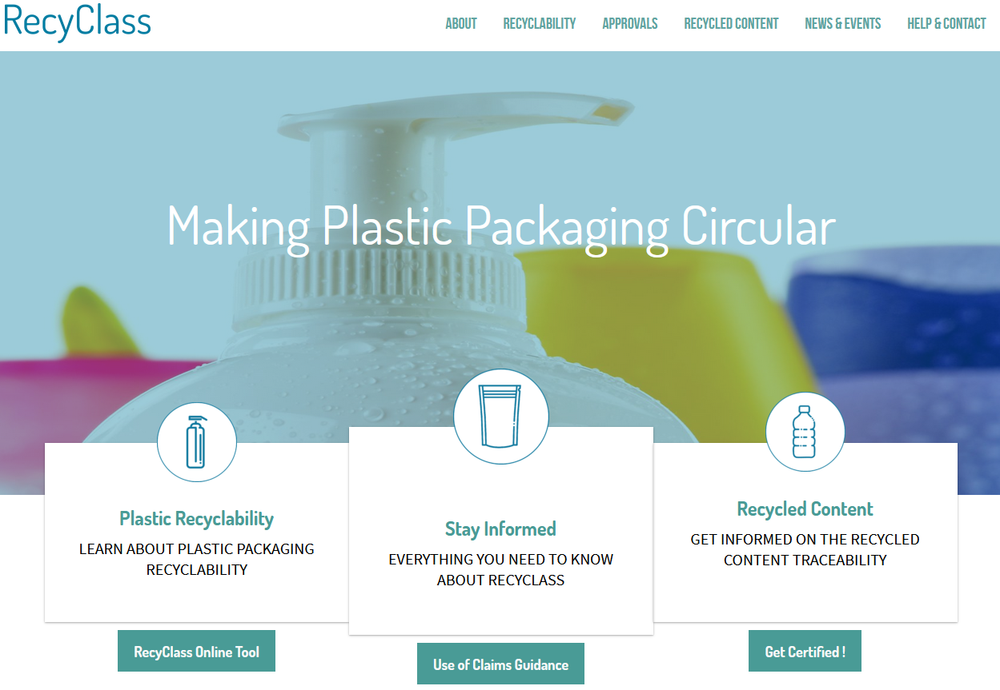 RecyClass
ABOUT RECYCLABILITY APPROVALS RECYCLED CONTENT NEWS & EVENTS HELP & CONTACT
Making Plastic Packaging Circular
Plastic Recyclability
LEARN ABOUT PLASTIC PACKAGING
RECYCLABILITY
RecyClass Online Tool
Stay Informed
EVERYTHING YOU NEED TO KNOW
ABOUT RECYCLASS
Use of Claims Guidance
Recycled Content
GET INFORMED ON THE RECYCLED
CONTENT TRACEABILITY
Get Certified !